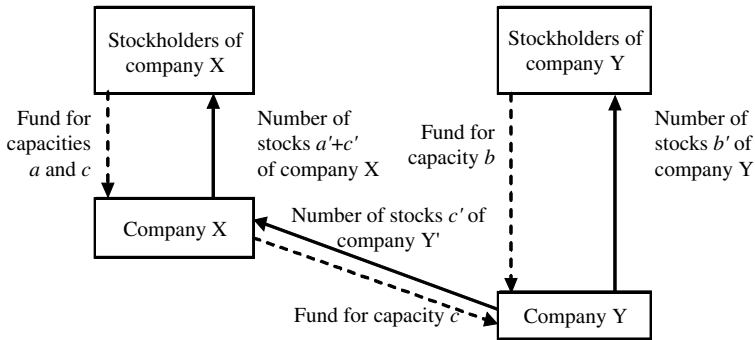 Stockholders of
company X
Stockholders of
company Y
Fund for
capacities
a and c
Number of
stocks a'+c'
of company X
Fund for
capacity b
Number of
stocks b' of
company Y
Company X
Number of stocks c' of
company Y'
Fund for capacity c
Company Y